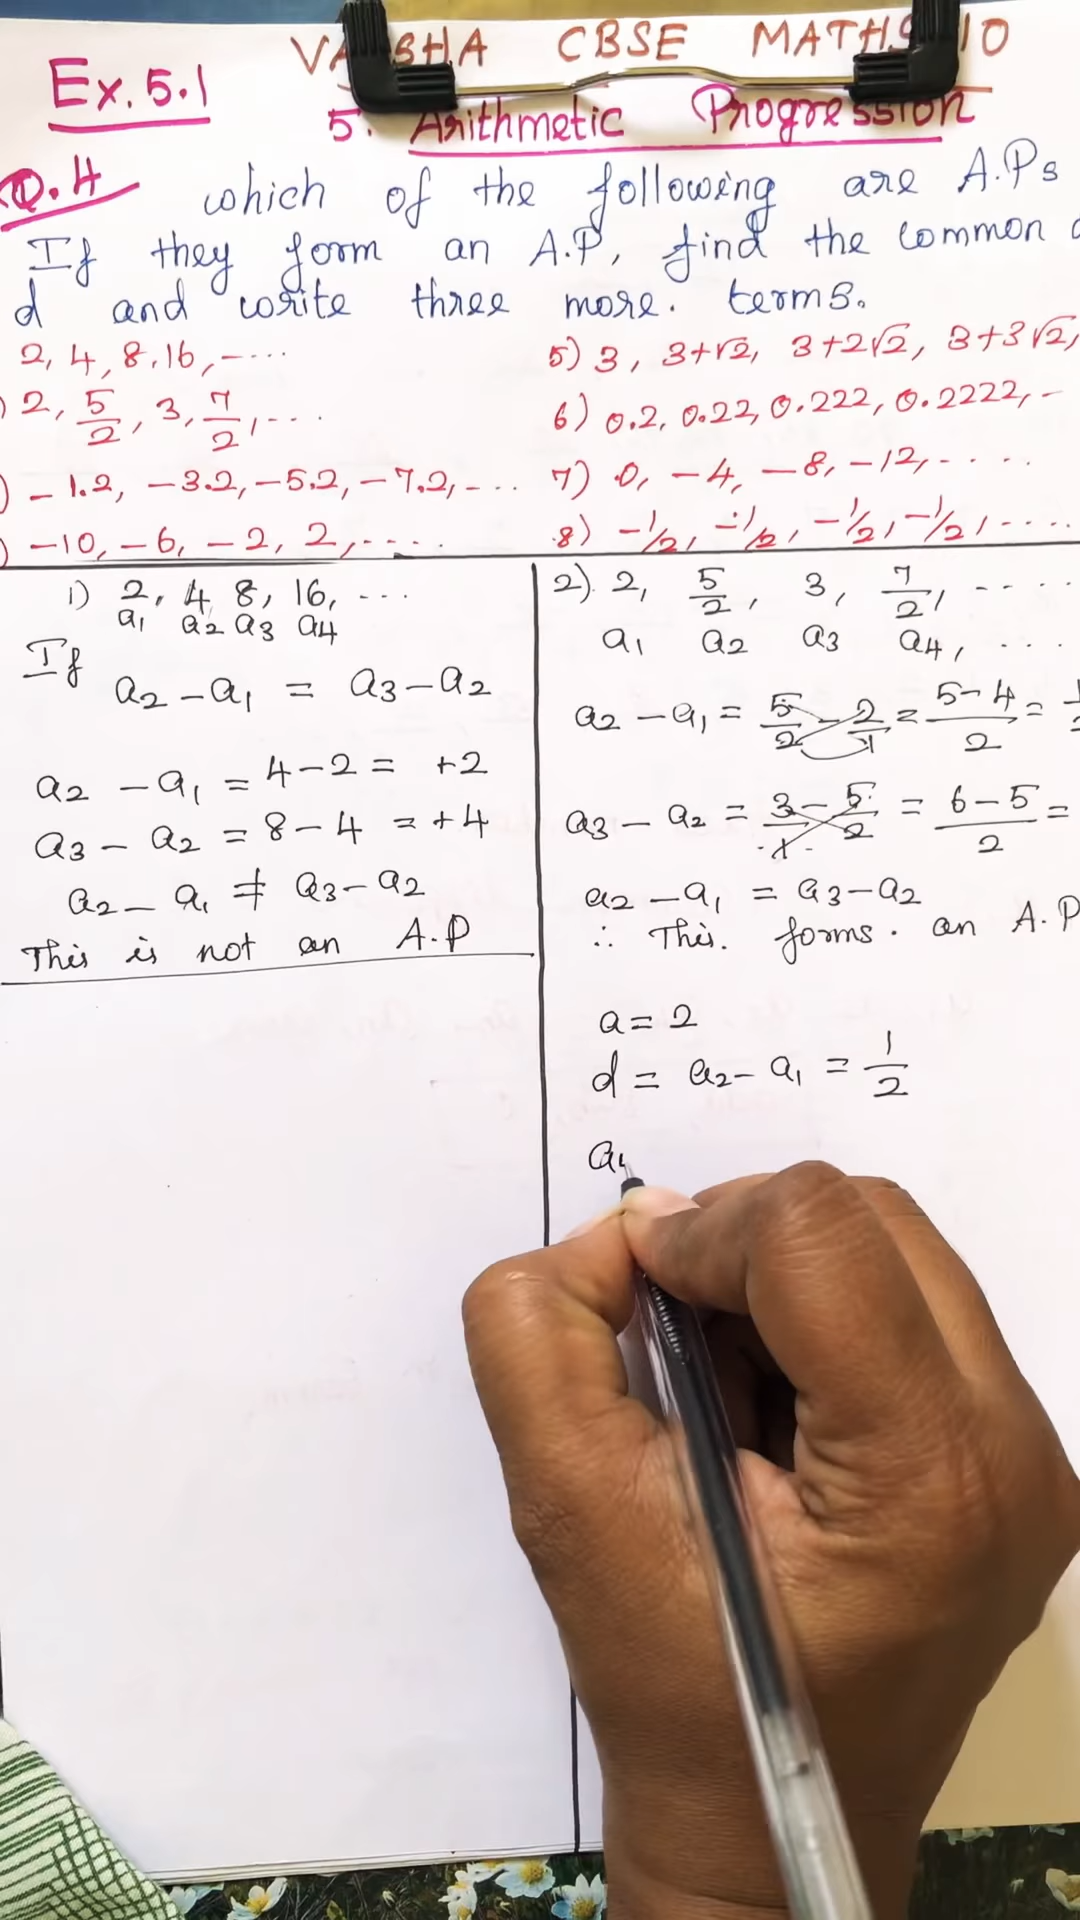 CBSE MATHS 10
Ex. 5.1
5. Arithmetic Progression
Q.4 which of the following are A.Ps
If they form an A.P, find the common
d and write three more. terms.
2, 4, 8, 16, ----
) 2, 5/2, 3, 7/2, ...
) -1.2, -3.2, -5.2, -7.2, ...
) -10, -6, -2, 2, ....
5) 3, 3+√2, 3+2√2, 3+3√2,
6) 0.2, 0.22, 0.222, 0.2222, -
7) 0, -4, -8, -12, ....
8) -1/2, -1/2, -1/2, -1/2, ....
1) 2, 4, 8, 16, ...
a₁ a₂ a₃ a₄
If
a₂ - a₁ = a₃ - a₂
a₂ - a₁ = 4 - 2 = +2
a₃ - a₂ = 8 - 4 = +4
a₂ - a₁ ≠ a₃ - a₂
This is not an A.P
2). 2, 5/2, 3, 7/2, ....
a₁ a₂ a₃ a₄, ...
a₂ - a₁ = 5/2 - 2/1 = 5-4/2 =
a₃ - a₂ = 3/1 - 5/2 = 6-5/2 =
a₂ - a₁ = a₃ - a₂
∴ This. forms. an A.P
a = 2
d = a₂ - a₁ = 1/2
a